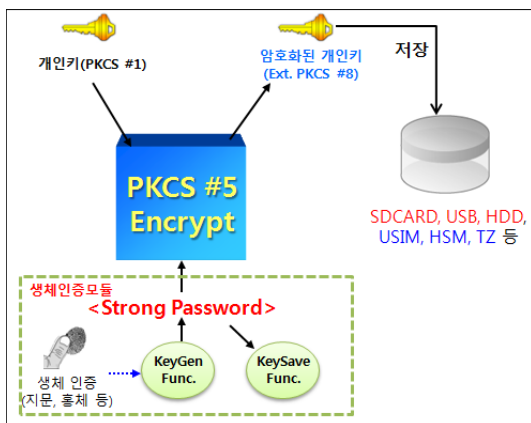 개인키(PKCS #1)
암호화된 개인키
(Ext. PKCS #8)
저장
PKCS #5
Encrypt
SDCARD, USB, HDD,
USIM, HSM, TZ 등
생체인증모듈
<Strong Password>
KeyGen
Func.
KeySave
Func.
생체 인증
(지문, 홍체 등)